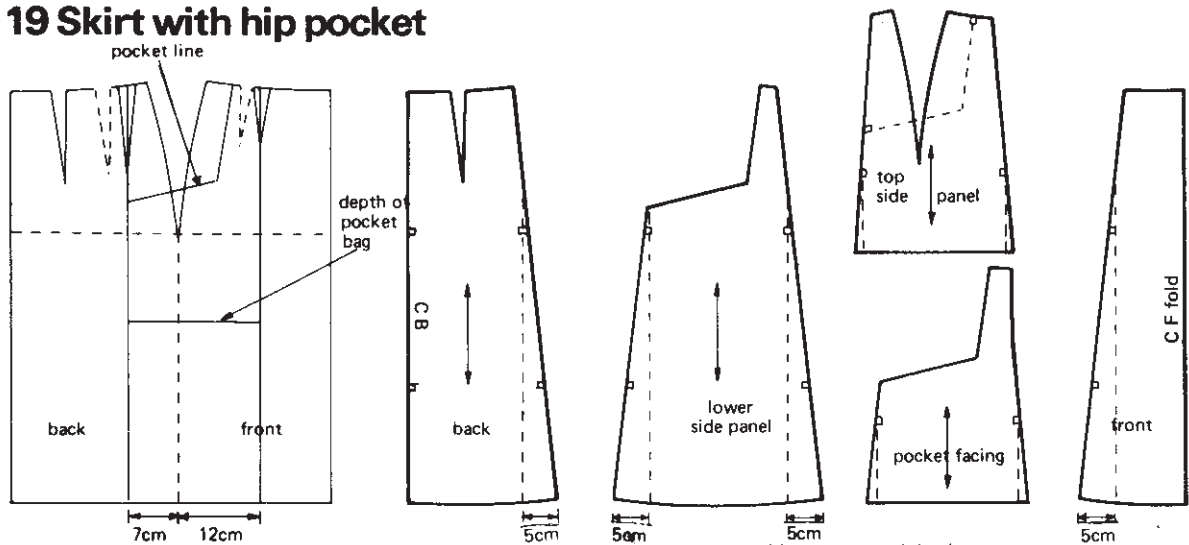 19 Skirt with hip pocket
pocket line
depth of
pocket
bag
back
front
7cm
12cm
C B
back
5cm
lower
side panel
5cm
5cm
top
side
panel
pocket facing
C F fold
front
5cm